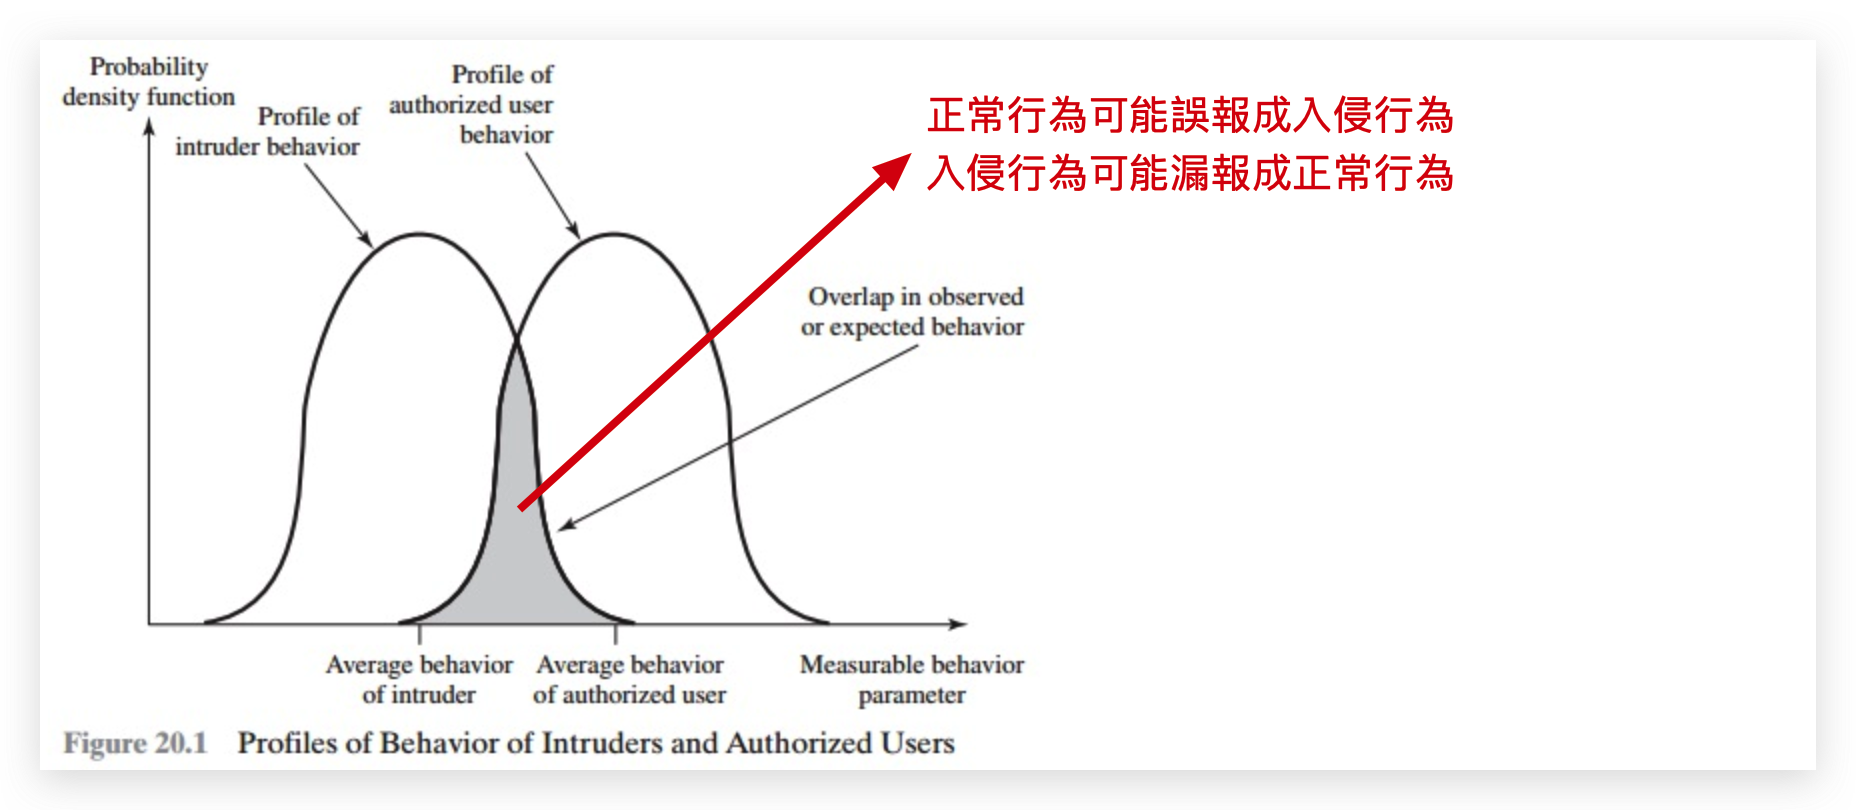 Probability
density function
Profile of
intruder behavior
Profile of
authorized user
behavior
正常行為可能誤報成入侵行為
入侵行為可能漏報成正常行為
Overlap in observed
or expected behavior
Average behavior
of intruder
Average behavior
of authorized user
Measurable behavior
parameter
Figure 20.1 Profiles of Behavior of Intruders and Authorized Users